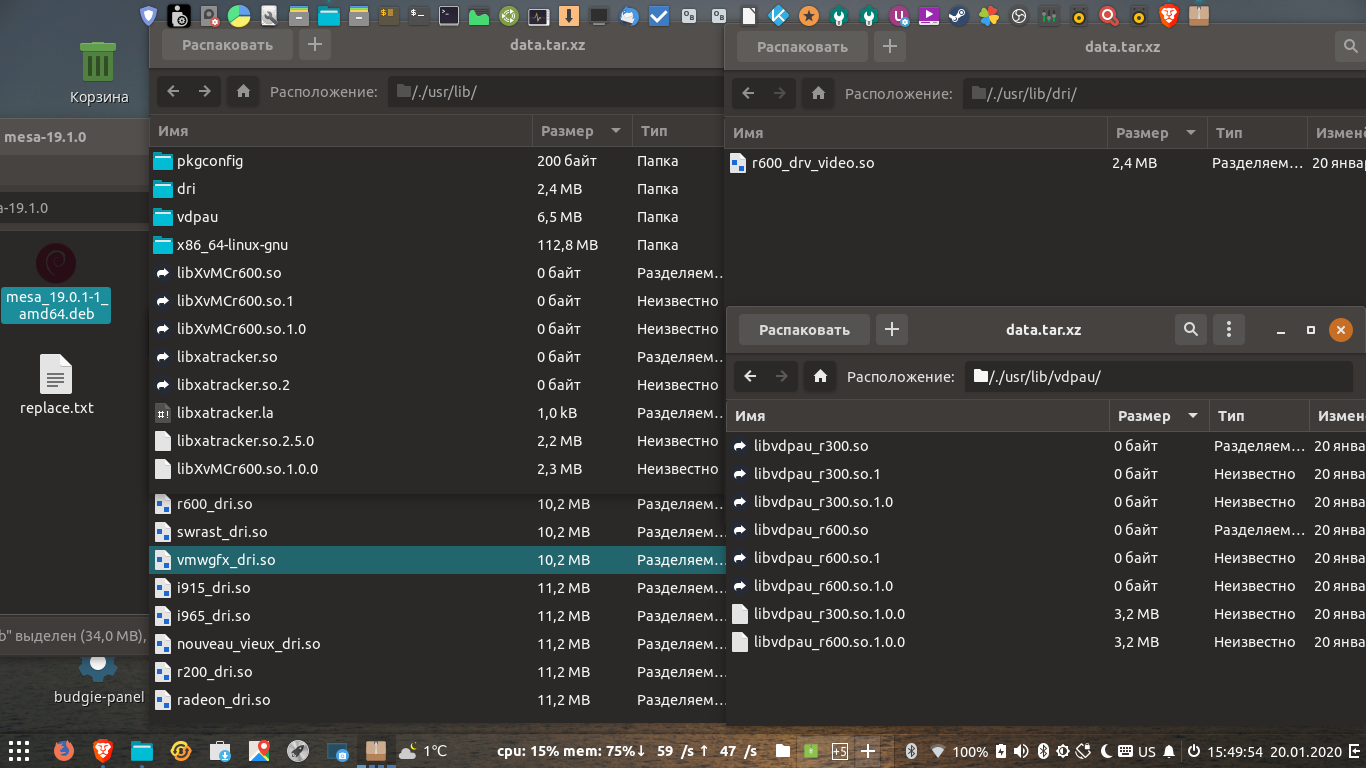 Корзина
mesa-19.1.0
a-19.1.0
mesa_19.0.1-1_
amd64.deb
replace.txt
b" выделен (34,0 MB),
budgie-panel
Распаковать
data.tar.xz
Расположение: /./usr/lib/
Имя Размер Тип
pkgconfig 200 байт Папка
dri 2,4 MB Папка
vdpau 6,5 MB Папка
x86_64-linux-gnu 112,8 MB Папка
libXvMCr600.so 0 байт Разделяем…
libXvMCr600.so.1 0 байт Неизвестно
libXvMCr600.so.1.0 0 байт Неизвестно
libxatracker.so 0 байт Разделяем…
libxatracker.so.2 0 байт Неизвестно
libxatracker.la 1,0 kB Разделяем…
libxatracker.so.2.5.0 2,2 MB Неизвестно
libXvMCr600.so.1.0.0 2,3 MB Неизвестно
r600_dri.so 10,2 MB Разделяем…
swrast_dri.so 10,2 MB Разделяем…
vmwgfx_dri.so 10,2 MB Разделяем…
i915_dri.so 11,2 MB Разделяем…
i965_dri.so 11,2 MB Разделяем…
nouveau_vieux_dri.so 11,2 MB Разделяем…
r200_dri.so 11,2 MB Разделяем…
radeon_dri.so 11,2 MB Разделяем…
Распаковать
data.tar.xz
Расположение: /./usr/lib/dri/
Имя Размер Тип Изменё
r600_drv_video.so 2,4 MB Разделяем… 20 янва
Распаковать
data.tar.xz
Расположение: /./usr/lib/vdpau/
Имя Размер Тип Измен
libvdpau_r300.so 0 байт Разделяем… 20 янва
libvdpau_r300.so.1 0 байт Неизвестно 20 янва
libvdpau_r300.so.1.0 0 байт Неизвестно 20 янва
libvdpau_r600.so 0 байт Разделяем… 20 янва
libvdpau_r600.so.1 0 байт Неизвестно 20 янва
libvdpau_r600.so.1.0 0 байт Неизвестно 20 янва
libvdpau_r300.so.1.0.0 3,2 MB Неизвестно 20 янва
libvdpau_r600.so.1.0.0 3,2 MB Неизвестно 20 янва
1°C cpu: 15% mem: 75%↓ 59 /s ↑ 47 /s +5 100% US 15:49:54 20.01.2020